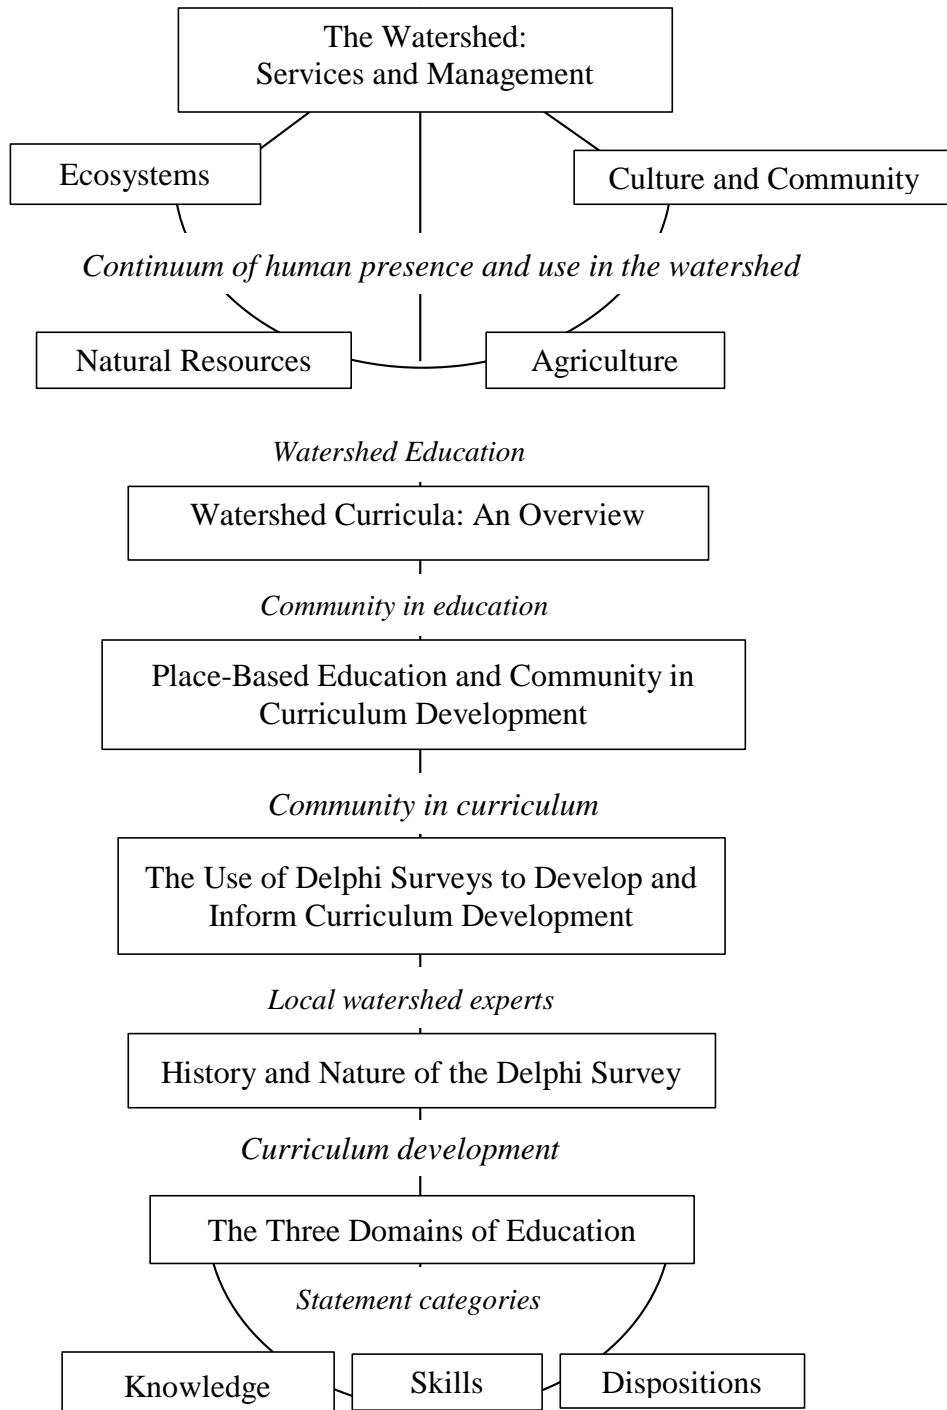 The Watershed:
Services and Management
Ecosystems
Culture and Community
Continuum of human presence and use in the watershed
Natural Resources
Agriculture
Watershed Education
Watershed Curricula: An Overview
Community in education
Place-Based Education and Community in
Curriculum Development
Community in curriculum
The Use of Delphi Surveys to Develop and
Inform Curriculum Development
Local watershed experts
History and Nature of the Delphi Survey
Curriculum development
The Three Domains of Education
Statement categories
Knowledge
Skills
Dispositions